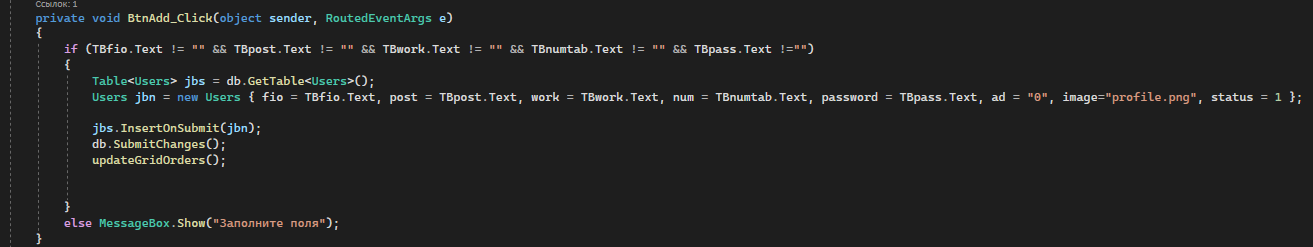 Ссылок: 1
private void BtnAdd_Click(object sender, RoutedEventArgs e)
{
if (TBfio.Text != "" && TBpost.Text != "" && TBwork.Text != "" && TBnumtab.Text != "" && TBpass.Text !="")
{
Table<Users> jbs = db.GetTable<Users>();
Users jbn = new Users { fio = TBfio.Text, post = TBpost.Text, work = TBwork.Text, num = TBnumtab.Text, password = TBpass.Text, ad = "0", image="profile.png", status = 1 };
jbs.InsertOnSubmit(jbn);
db.SubmitChanges();
updateGridOrders();
}
else MessageBox.Show("Заполните поля");
}